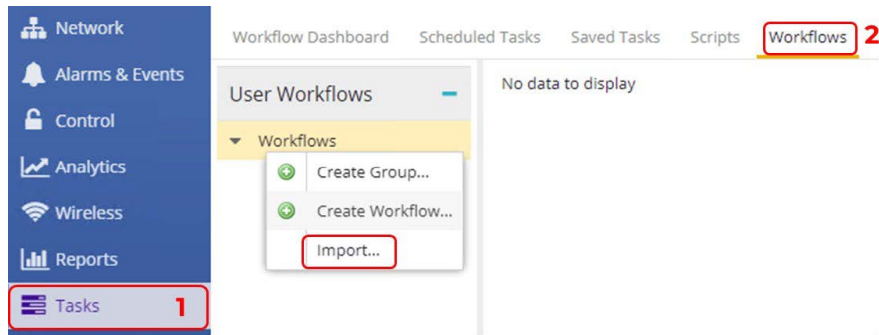 Network
Alarms & Events
Control
Analytics
Wireless
Reports
Tasks 1
Workflow Dashboard Scheduled Tasks Saved Tasks Scripts Workflows 2
User Workflows
Workflows
Create Group...
Create Workflow...
Import...
No data to display